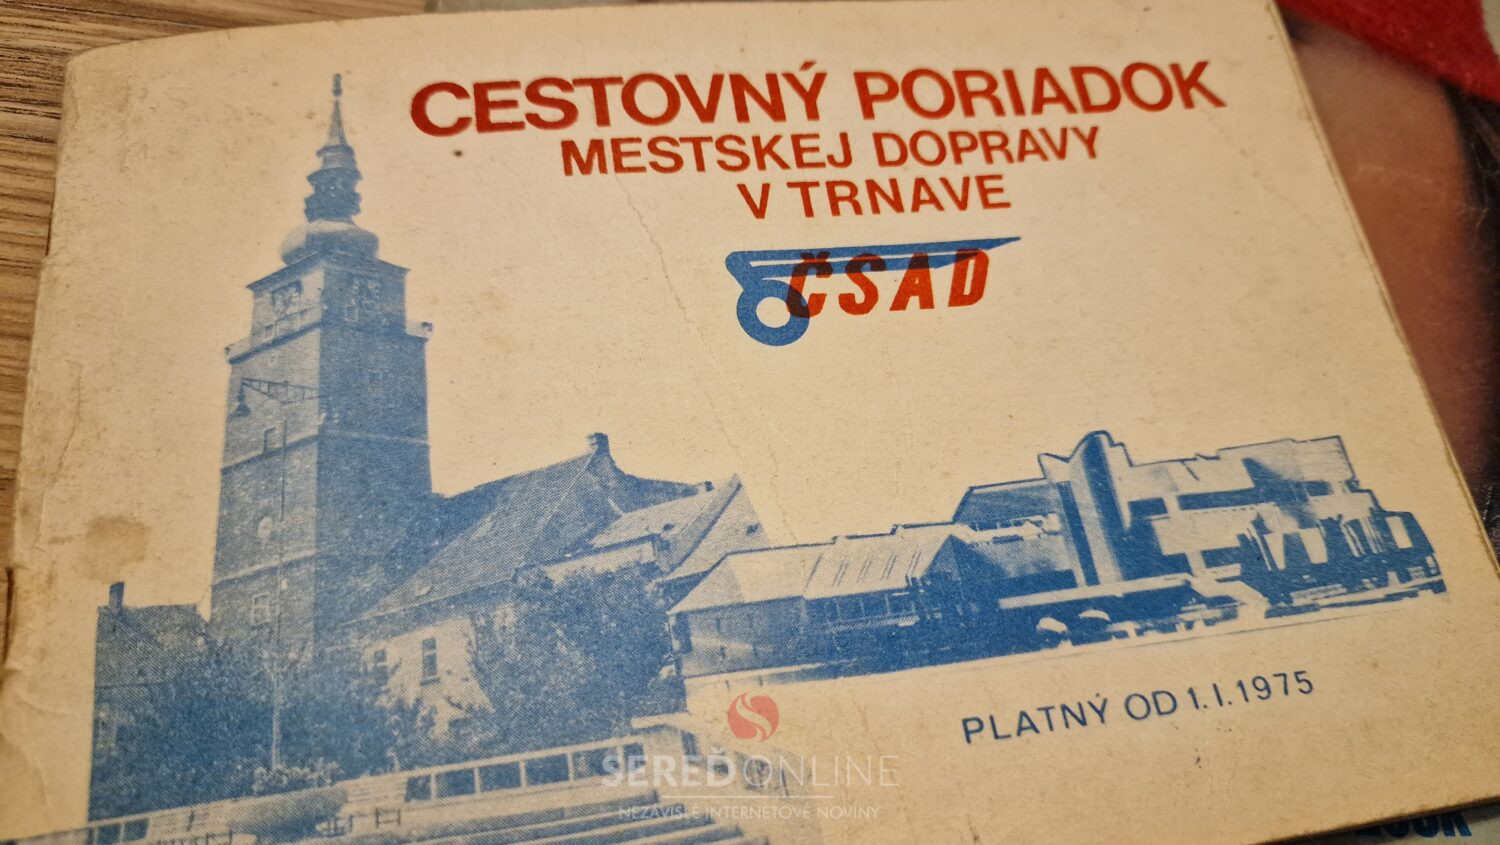 CESTOVNÝ PORIADOK
MESTSKEJ DOPRAVY
V TRNAVE
ČSAD
PLATNÝ OD 1. I. 1975
SEREĎONLINE
NEZÁVISLÉ INTERNETOVÉ NOVINY